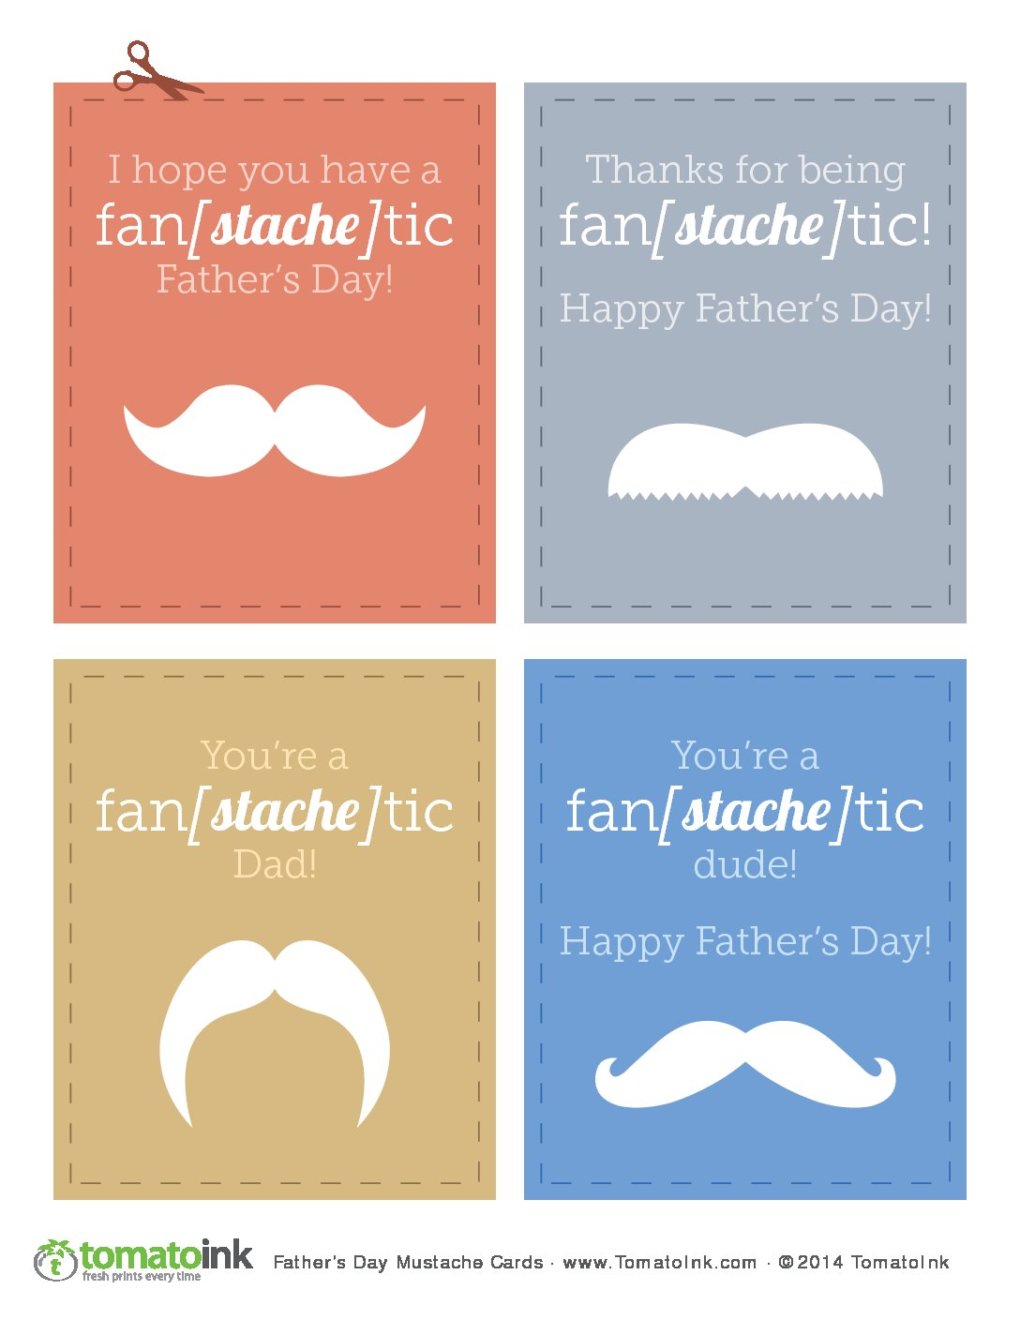 I hope you have a
fan[stache]tic
Father's Day!
Thanks for being
fan[stache]tic!
Happy Father's Day!
You're a
fan[stache]tic
Dad!
You're a
fan[stache]tic
dude!
Happy Father's Day!
tomatoink
fresh prints every time
Father's Day Mustache Cards · www.TomatoInk.com · ©2014 TomatoInk